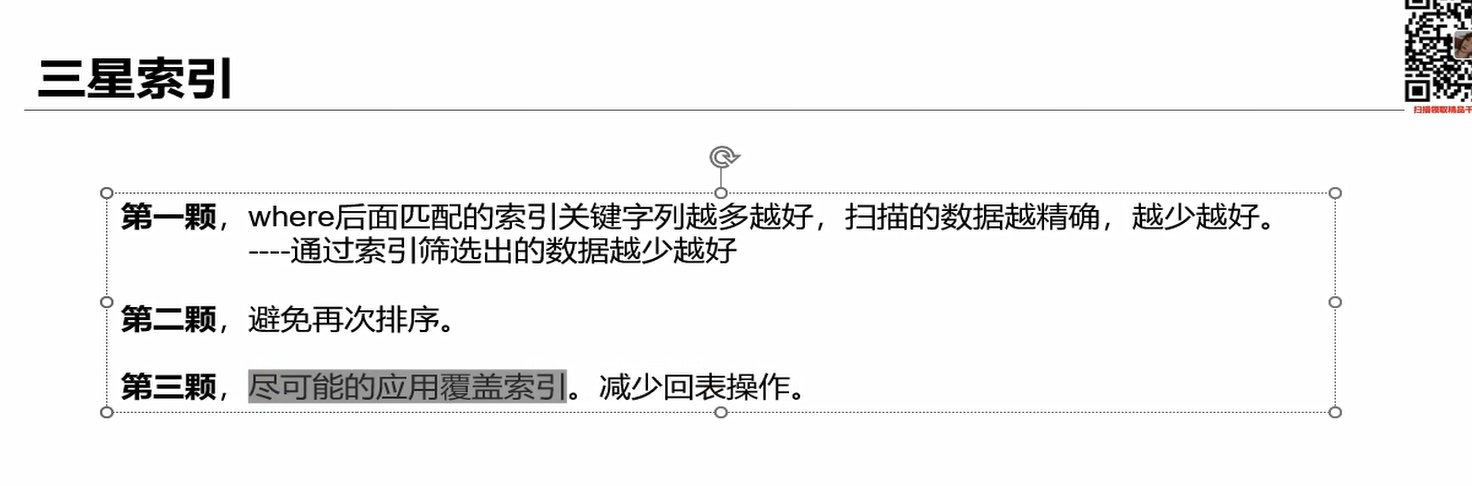 三星索引
扫描领取精品干
第一颗，where后面匹配的索引关键字列越多越好，扫描的数据越精确，越少越好。
----通过索引筛选出的数据越少越好
第二颗，避免再次排序。
第三颗，尽可能的应用覆盖索引。减少回表操作。